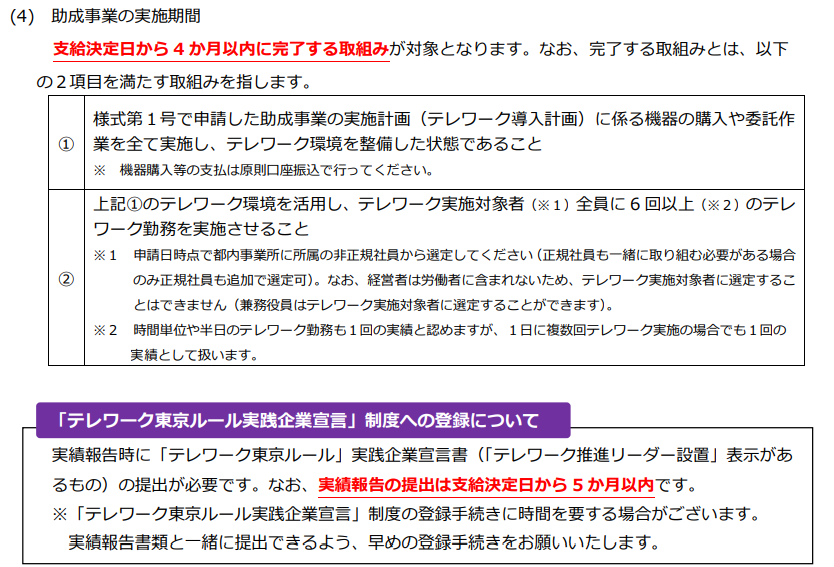 (4) 助成事業の実施期間
支給決定日から４か月以内に完了する取組みが対象となります。なお、完了する取組みとは、以下
の２項目を満たす取組みを指します。
①
様式第１号で申請した助成事業の実施計画（テレワーク導入計画）に係る機器の購入や委託作
業を全て実施し、テレワーク環境を整備した状態であること
※ 機器購入等の支払は原則口座振込で行ってください。
②
上記①のテレワーク環境を活用し、テレワーク実施対象者（※１）全員に６回以上（※２）のテレ
ワーク勤務を実施させること
※１ 申請日時点で都内事業所に所属の非正規社員から選定してください（正規社員も一緒に取り組む必要がある場合
のみ正規社員も追加で選定可）。なお、経営者は労働者に含まれないため、テレワーク実施対象者に選定するこ
とはできません（兼務役員はテレワーク実施対象者に選定することができます）。
※２ 時間単位や半日のテレワーク勤務も１回の実績と認めますが、１日に複数回テレワーク実施の場合でも１回の
実績として扱います。
「テレワーク東京ルール実践企業宣言」制度への登録について
実績報告時に「テレワーク東京ルール」実践企業宣言書（「テレワーク推進リーダー設置」表示があ
るもの）の提出が必要です。なお、実績報告の提出は支給決定日から５か月以内です。
※「テレワーク東京ルール実践企業宣言」制度の登録手続きに時間を要する場合がございます。
実績報告書類と一緒に提出できるよう、早めの登録手続きをお願いいたします。